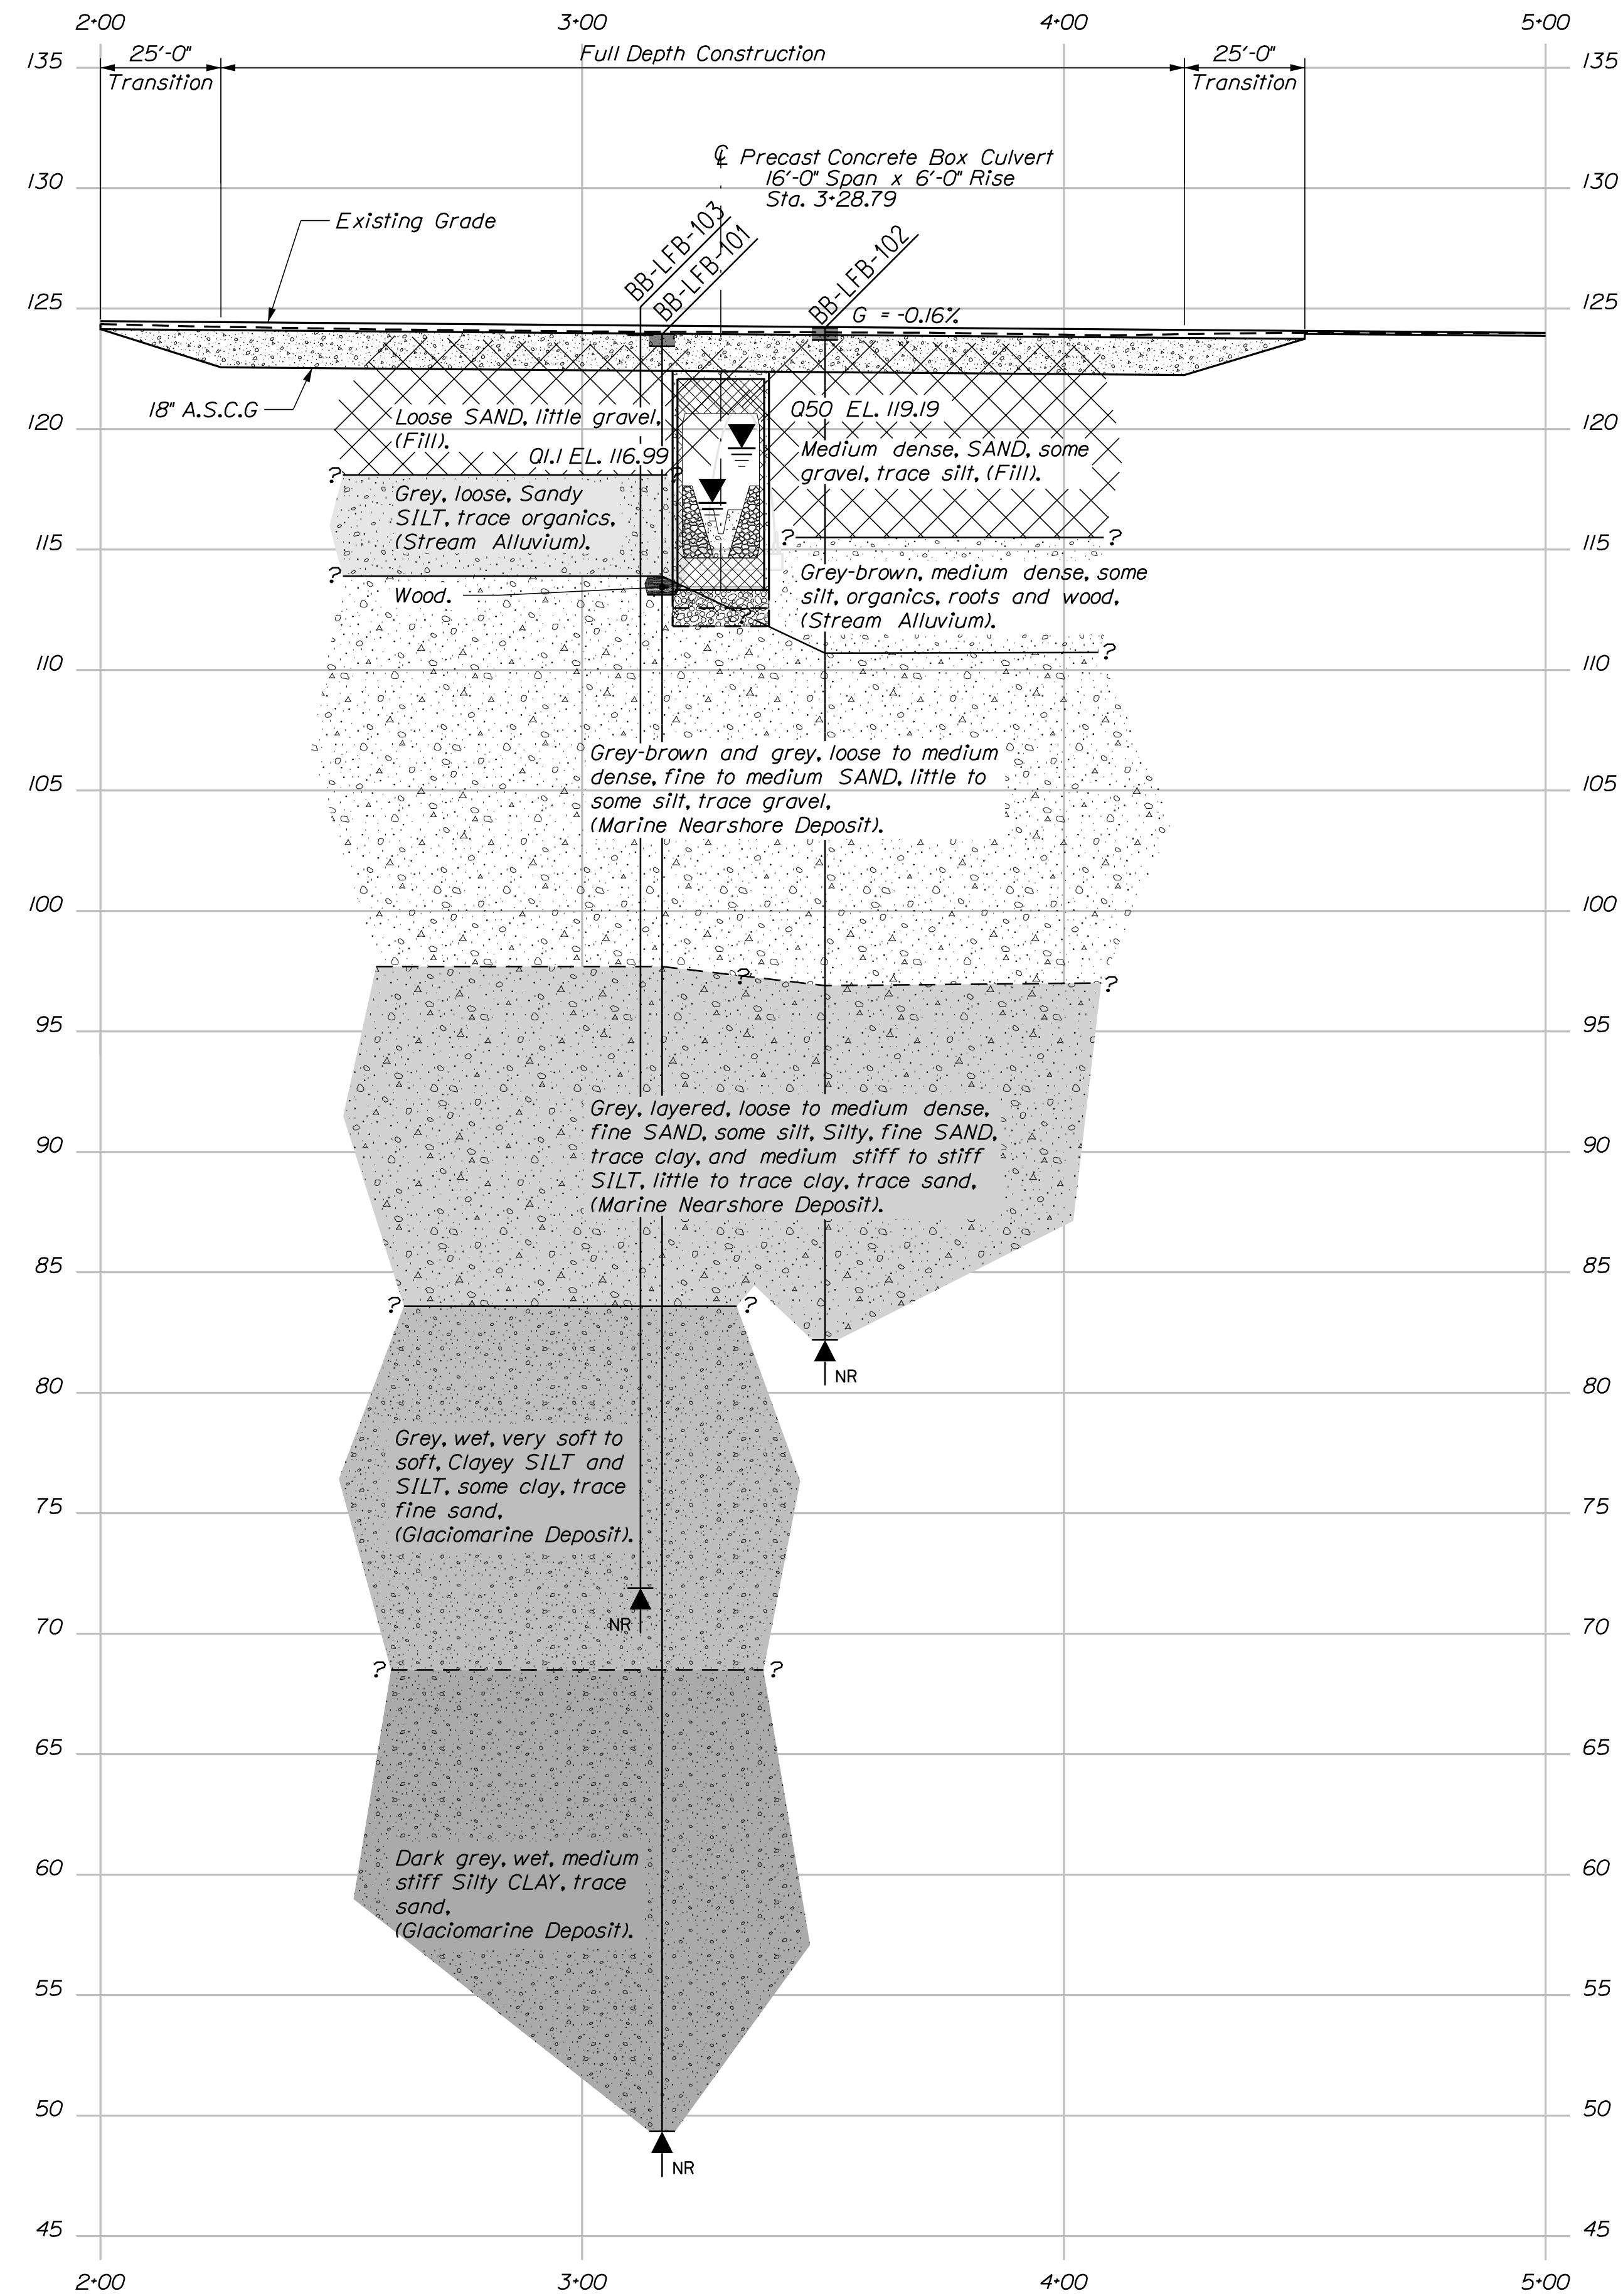 2+00 3+00 4+00 5+00
135 25'-0" Full Depth Construction 25'-0" 135
Transition Transition
℄ Precast Concrete Box Culvert
16'-0" Span x 6'-0" Rise
Sta. 3+28.79
130 130
Existing Grade
BB-LFB-103
BB-LFB-101
BB-LFB-102
125 G = -0.16% 125
18" A.S.C.G
120 120
Loose SAND, little gravel,
(Fill).
Q1.1 EL. 116.99
Q50 EL. 119.19
Medium dense, SAND, some
gravel, trace silt, (Fill).
? ?
Grey, loose, Sandy
SILT, trace organics,
(Stream Alluvium).
? ?
115 115
?
Wood.
Grey-brown, medium dense, some
silt, organics, roots and wood,
(Stream Alluvium).
? ?
110 110
Grey-brown and grey, loose to medium
dense, fine to medium SAND, little to
some silt, trace gravel,
(Marine Nearshore Deposit).
105 105
100 100
? ?
95 95
Grey, layered, loose to medium dense,
fine SAND, some silt, Silty, fine SAND,
trace clay, and medium stiff to stiff
SILT, little to trace clay, trace sand,
(Marine Nearshore Deposit).
90 90
85 85
? ?
NR
80 80
Grey, wet, very soft to
soft, Clayey SILT and
SILT, some clay, trace
fine sand,
(Glaciomarine Deposit).
75 75
NR
70 70
? ?
65 65
Dark grey, wet, medium
stiff Silty CLAY, trace
sand,
(Glaciomarine Deposit).
60 60
55 55
50 50
NR
45 45
2+00 3+00 4+00 5+00